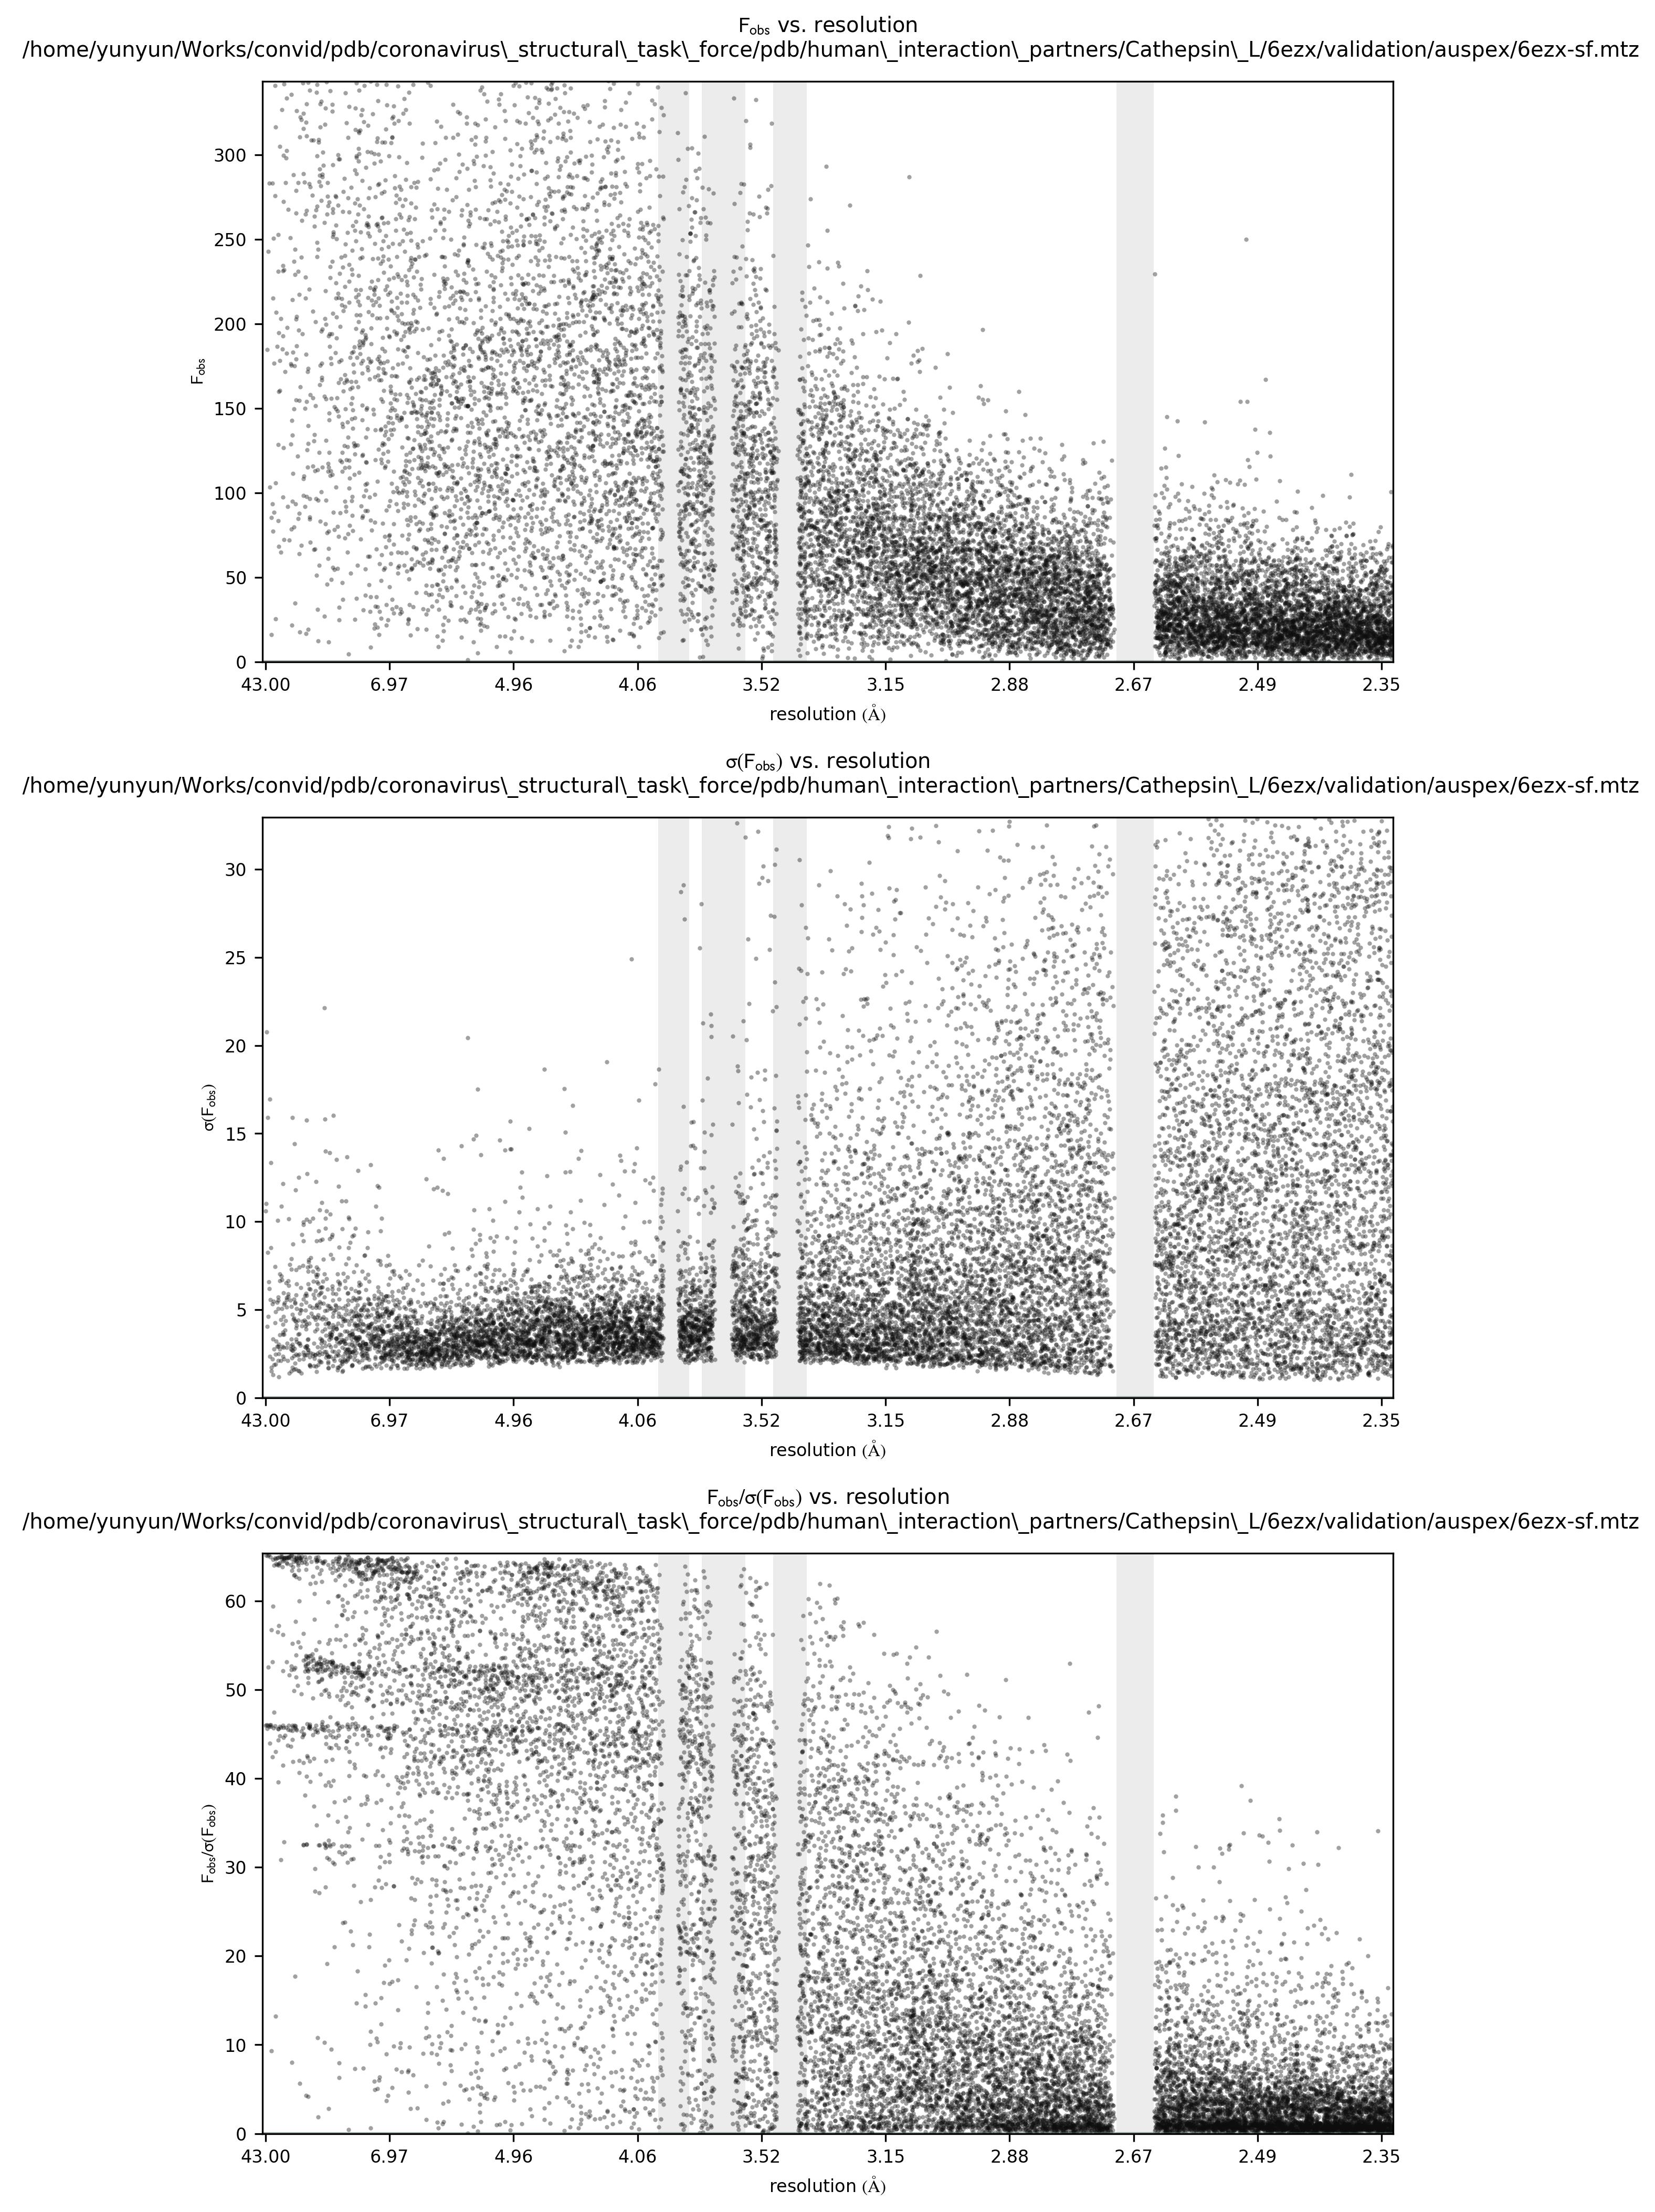 Fobs vs. resolution
/home/yunyun/Works/convid/pdb/coronavirus\_structural\_task\_force/pdb/human\_interaction\_partners/Cathepsin\_L/6ezx/validation/auspex/6ezx-sf.mtz
300
250
200
150
100
50
0
Fobs
43.00 6.97 4.96 4.06 3.52 3.15 2.88 2.67 2.49 2.35
resolution (Å)
σ(Fobs) vs. resolution
/home/yunyun/Works/convid/pdb/coronavirus\_structural\_task\_force/pdb/human\_interaction\_partners/Cathepsin\_L/6ezx/validation/auspex/6ezx-sf.mtz
30
25
20
15
10
5
0
σ(Fobs)
43.00 6.97 4.96 4.06 3.52 3.15 2.88 2.67 2.49 2.35
resolution (Å)
Fobs/σ(Fobs) vs. resolution
/home/yunyun/Works/convid/pdb/coronavirus\_structural\_task\_force/pdb/human\_interaction\_partners/Cathepsin\_L/6ezx/validation/auspex/6ezx-sf.mtz
60
50
40
30
20
10
0
Fobs/σ(Fobs)
43.00 6.97 4.96 4.06 3.52 3.15 2.88 2.67 2.49 2.35
resolution (Å)